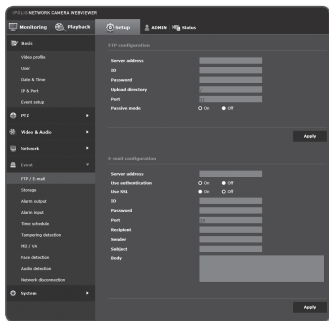 iPOLiS NETWORK CAMERA WEBVIEWER
Monitoring Playback Setup ADMIN Status
Basic
Video profile
User
Date & Time
IP & Port
Event setup
PTZ
Video & Audio
Network
Event
FTP / E-mail
Storage
Alarm output
Alarm input
Time schedule
Tampering detection
MD / VA
Face detection
Audio detection
Network disconnection
System
FTP configuration
Server address
ID
Password
Upload directory
Port
Passive mode On Off
Apply
E-mail configuration
Server address
Use authentication On Off
Use SSL On Off
ID
Password
Port
Recipient
Sender
Subject
Body
Apply